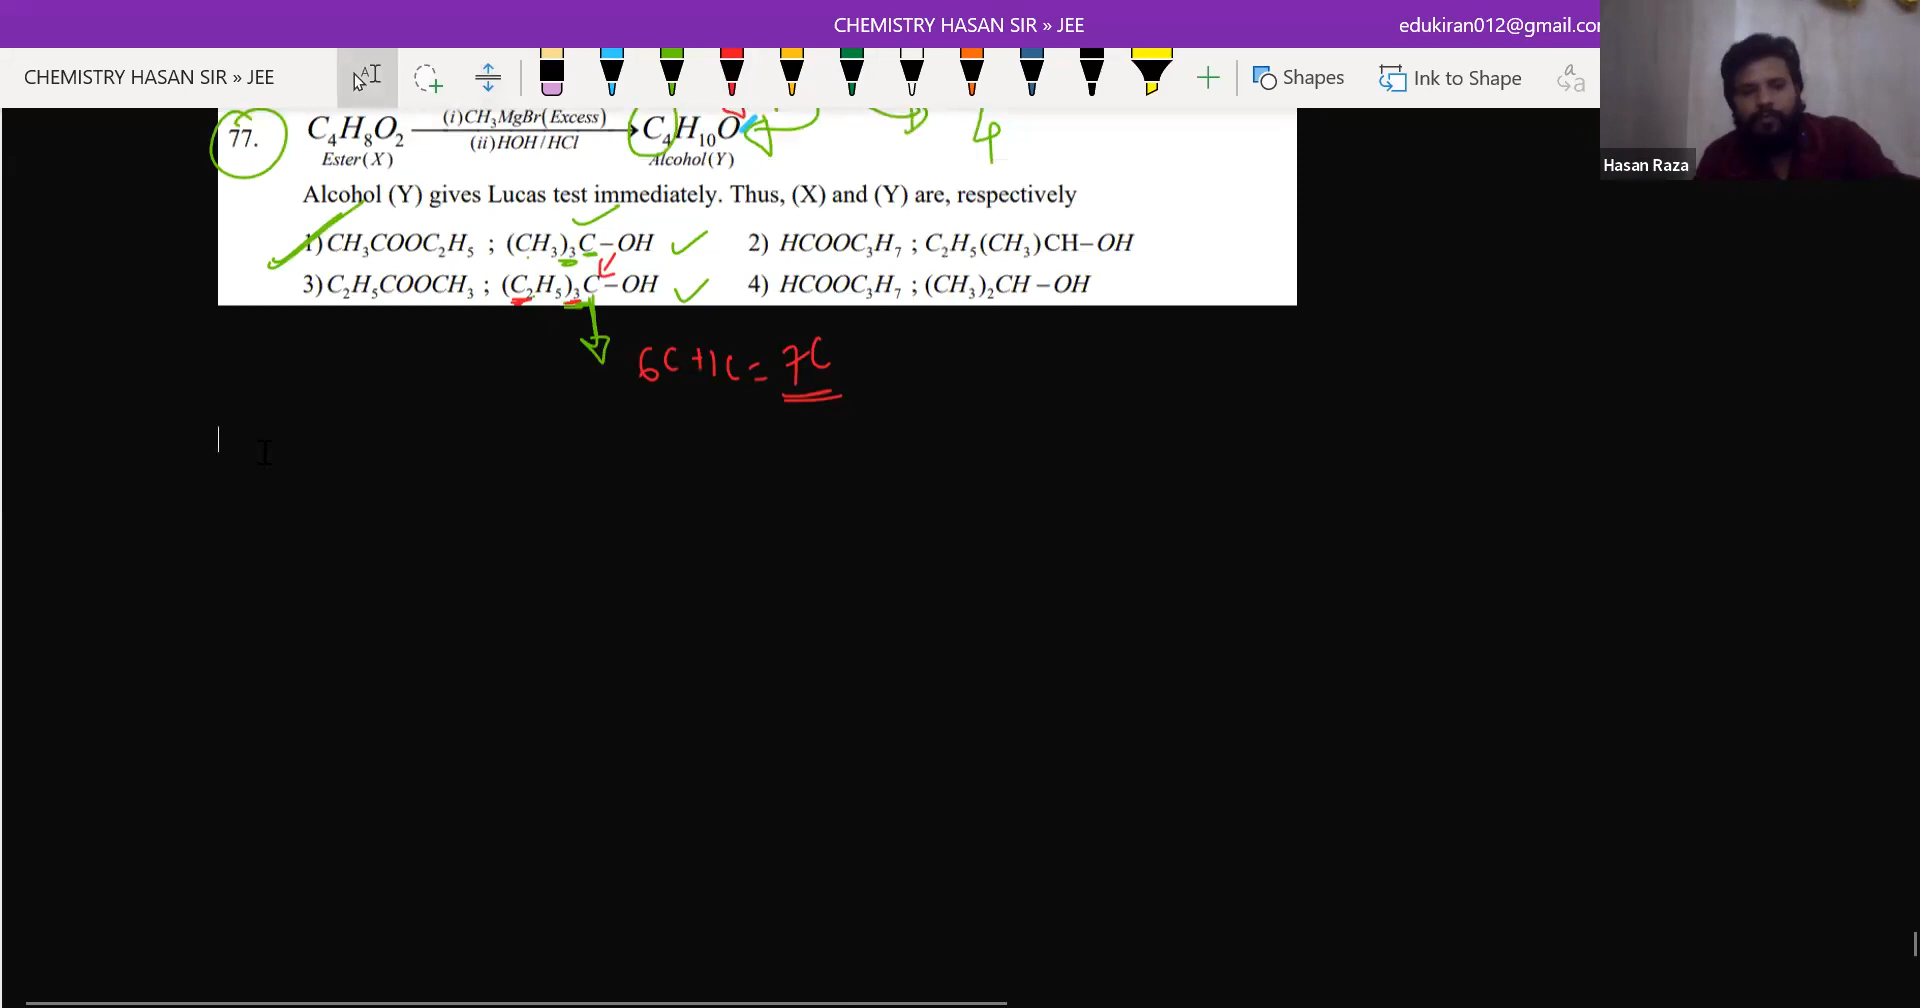 CHEMISTRY HASAN SIR » JEE
edukiran012@gmail.co
CHEMISTRY HASAN SIR » JEE
Shapes
Ink to Shape
Hasan Raza
77. C₄H₈O₂ (i)CH₃MgBr(Excess) (ii)HOH/HCl → C₄H₁₀O 4
Ester(X) Alcohol(Y)
Alcohol (Y) gives Lucas test immediately. Thus, (X) and (Y) are, respectively
1) CH₃COOC₂H₅ ; (CH₃)₃C–OH 2) HCOOC₃H₇ ; C₂H₅(CH₃)CH–OH
3) C₂H₅COOCH₃ ; (C₂H₅)₃C–OH 4) HCOOC₃H₇ ; (CH₃)₂CH–OH
6C + 1C = 7C